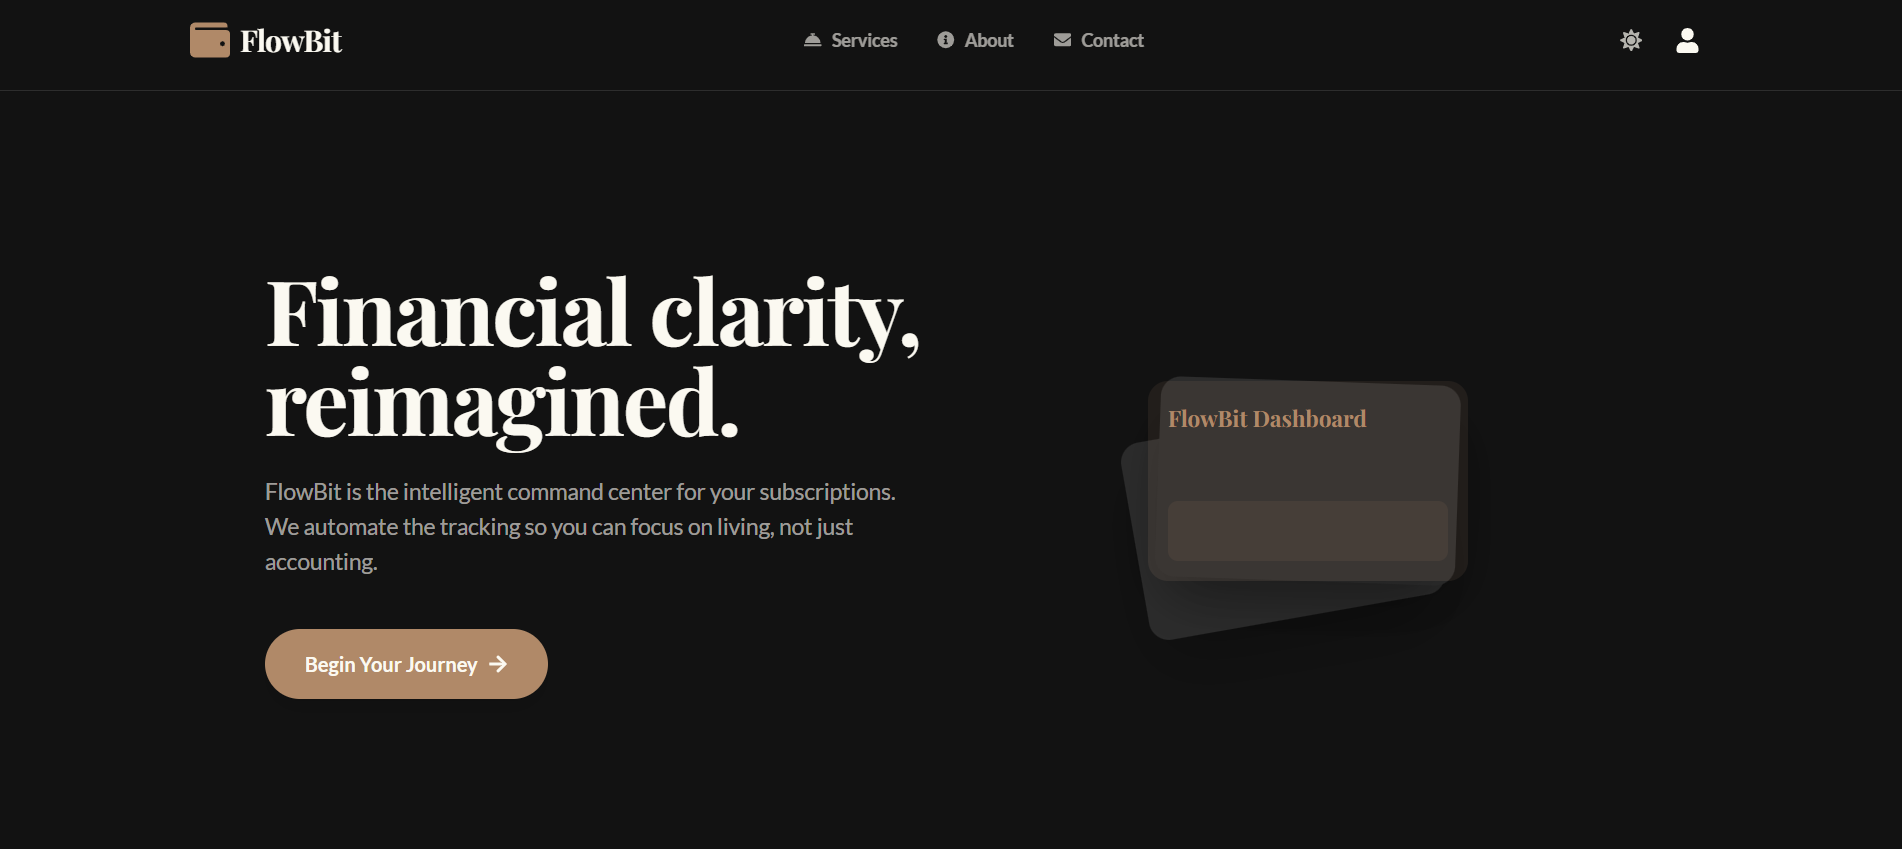 FlowBit
Services
About
Contact
Financial clarity,
reimagined.
FlowBit is the intelligent command center for your subscriptions.
We automate the tracking so you can focus on living, not just
accounting.
Begin Your Journey
FlowBit Dashboard